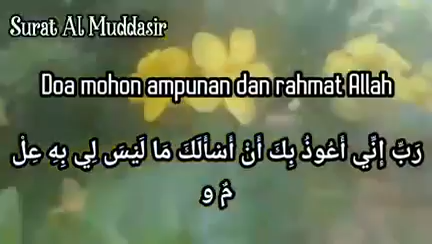 Surat Al Muddasir
Doa mohon ampunan dan rahmat Allah
رَبِّ إِنِّي أَعُوذُ بِكَ أَنْ أَسْأَلَكَ مَا لَيْسَ لِي بِهِ عِلْ
مٌ و